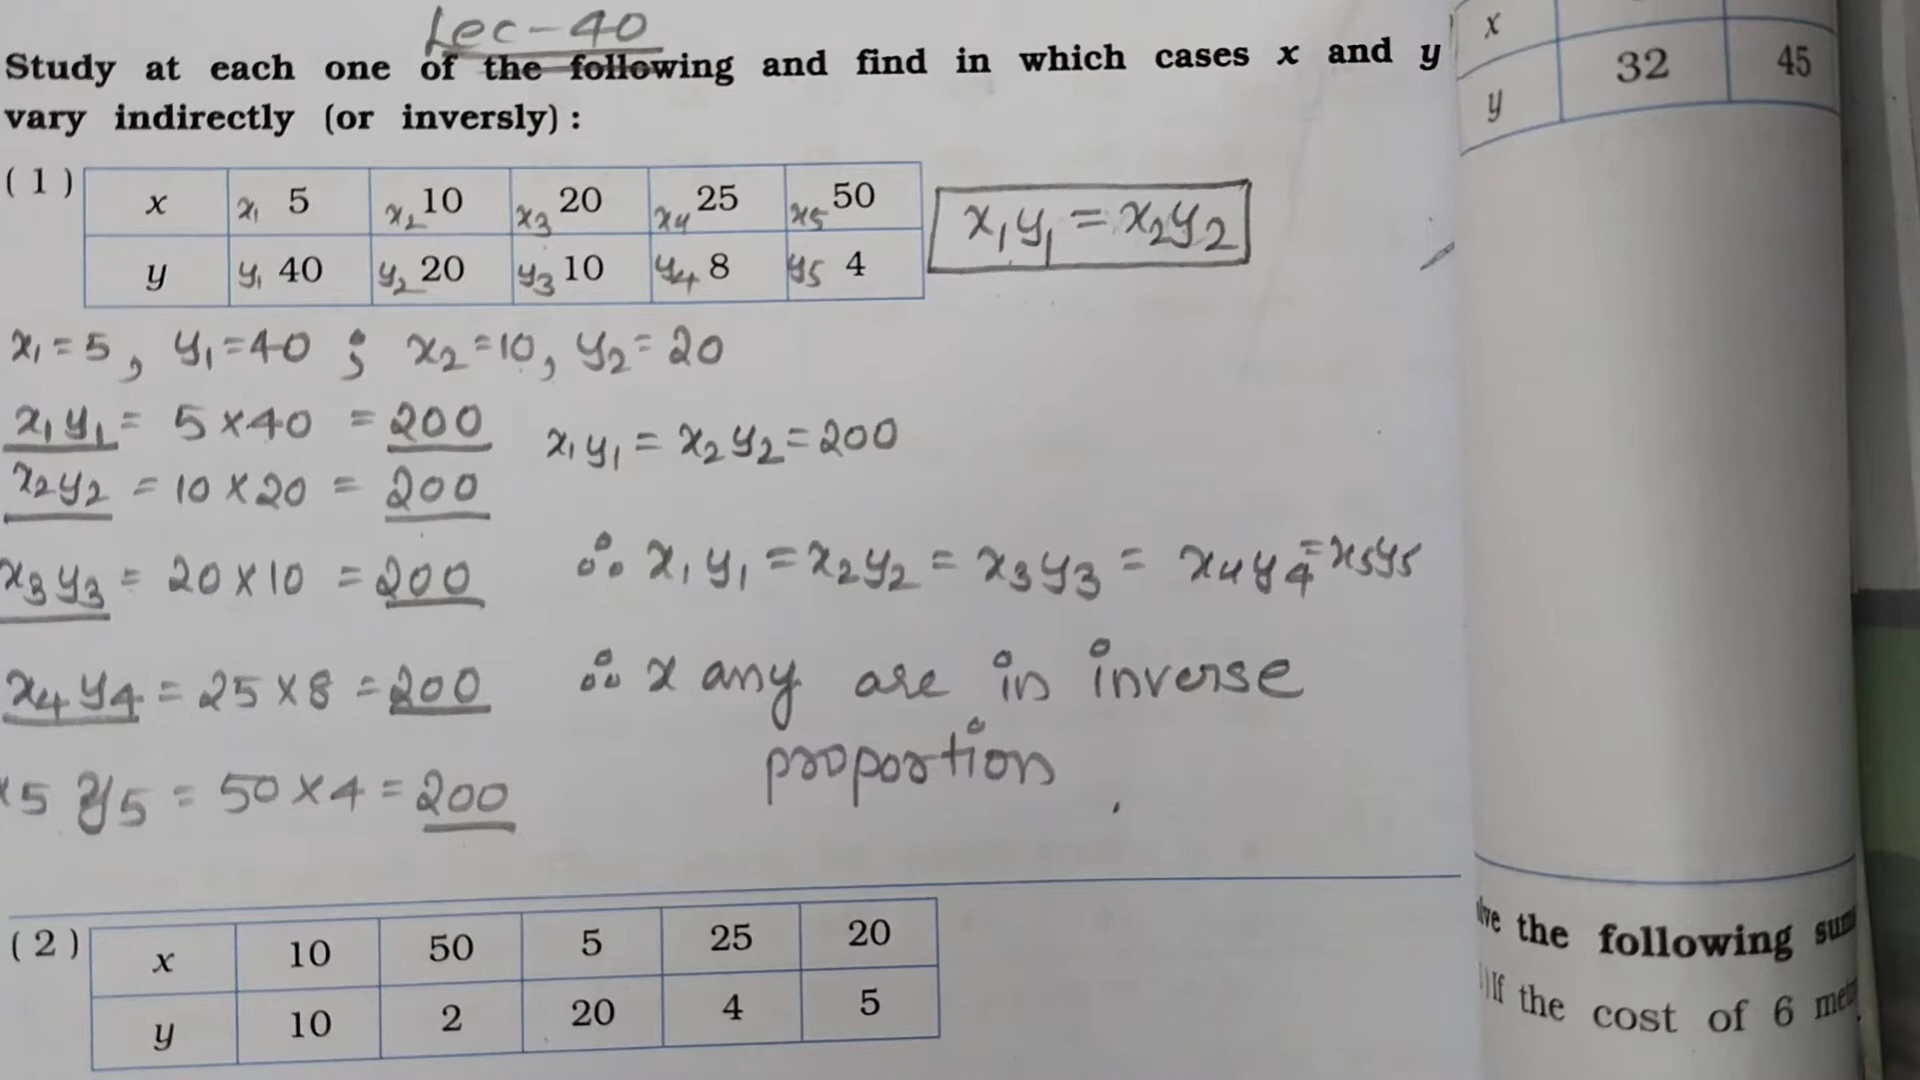 Lec-40
Study at each one of the following and find in which cases x and y
vary indirectly (or inversly) :
(1)
x x₁ 5 x₂ 10 x₃ 20 x₄ 25 x₅ 50
y y₁ 40 y₂ 20 y₃ 10 y₄ 8 y₅ 4
x₁y₁ = x₂y₂
x₁ = 5, y₁ = 40 ; x₂ = 10, y₂ = 20
x₁y₁ = 5 × 40 = 200
x₂y₂ = 10 × 20 = 200
x₃y₃ = 20 × 10 = 200
x₄y₄ = 25 × 8 = 200
x5 y5 = 50 × 4 = 200
x₁y₁ = x₂y₂ = 200
∴ x₁y₁ = x₂y₂ = x₃y₃ = x₄y₄ = x₅y₅
∴ x any are in inverse
proportion.
(2)
x 10 50 5 25 20
y 10 2 20 4 5
x
y 32 45
the following
If the cost of 6